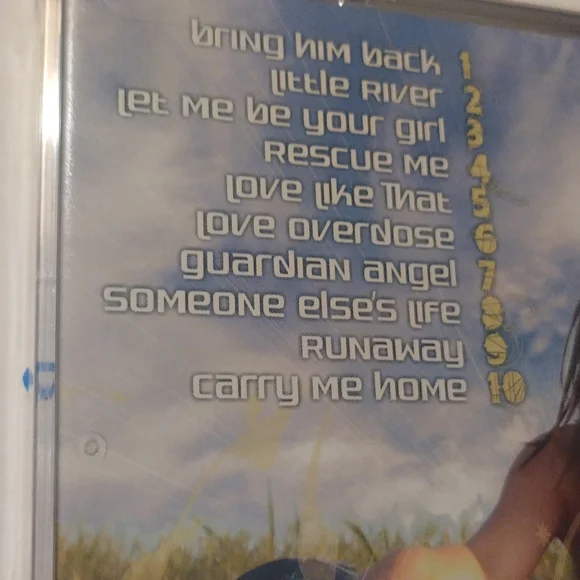 bring him back 1
little river 2
let me be your girl 3
rescue me 4
love like that 5
love overdose 6
guardian angel 7
someone else's life 8
runaway 9
carry me home 10